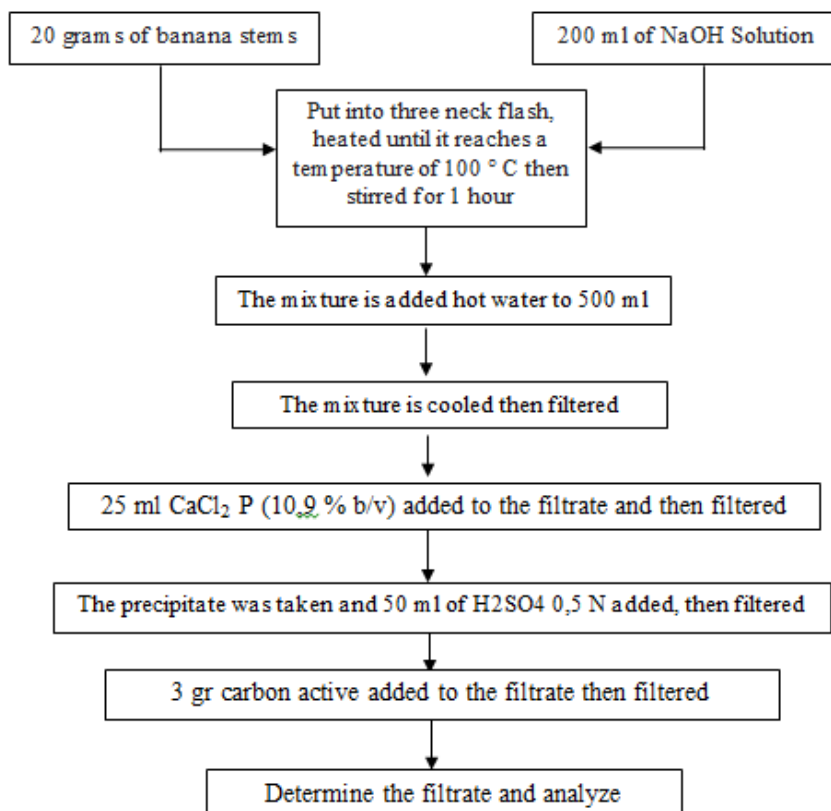 20 grams of banana stems
200 ml of NaOH Solution
Put into three neck flash,
heated until it reaches a
temperature of 100 ° C then
stirred for 1 hour
The mixture is added hot water to 500 ml
The mixture is cooled then filtered
25 ml CaCl₂ P (10,9 % b/v) added to the filtrate and then filtered
The precipitate was taken and 50 ml of H2SO4 0,5 N added, then filtered
3 gr carbon active added to the filtrate then filtered
Determine the filtrate and analyze